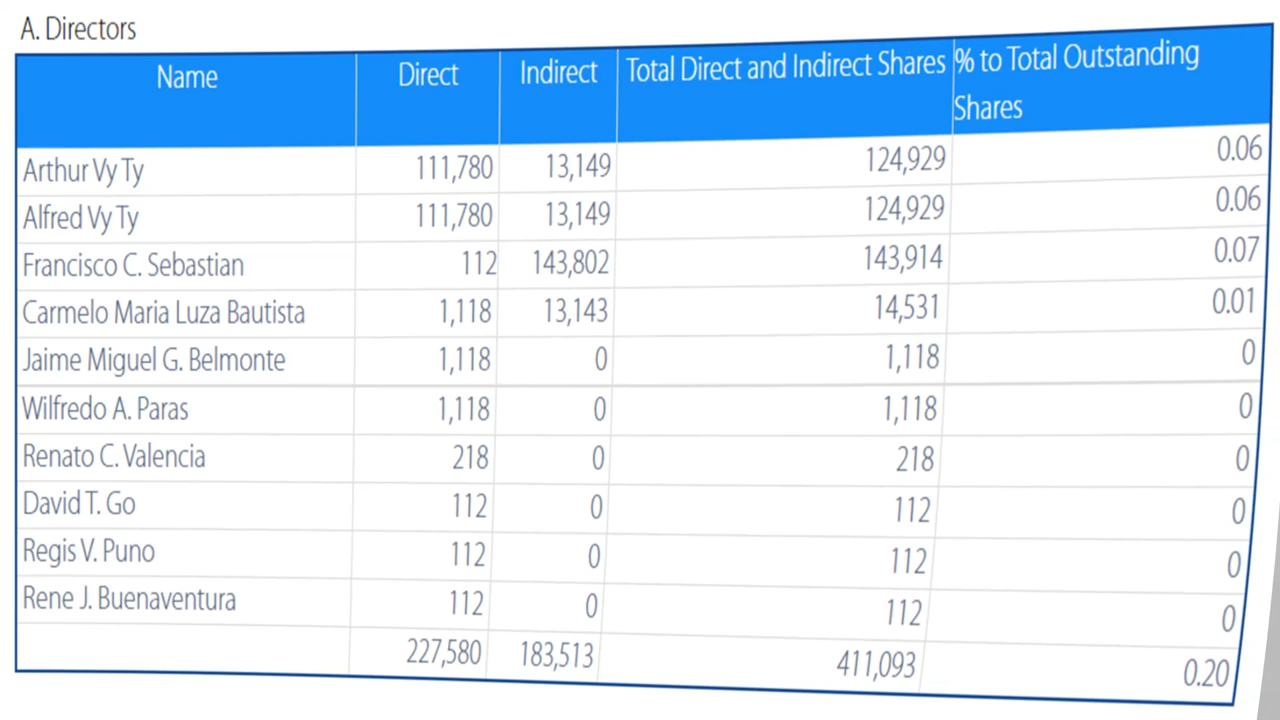 A. Directors
Name Direct Indirect Total Direct and Indirect Shares % to Total Outstanding Shares
Arthur Vy Ty 111,780 13,149 124,929 0.06
Alfred Vy Ty 111,780 13,149 124,929 0.06
Francisco C. Sebastian 112 143,802 143,914 0.07
Carmelo Maria Luza Bautista 1,118 13,143 14,531 0.01
Jaime Miguel G. Belmonte 1,118 0 1,118 0
Wilfredo A. Paras 1,118 0 1,118 0
Renato C. Valencia 218 0 218 0
David T. Go 112 0 112 0
Regis V. Puno 112 0 112 0
Rene J. Buenaventura 112 0 112 0
227,580 183,513 411,093 0.20